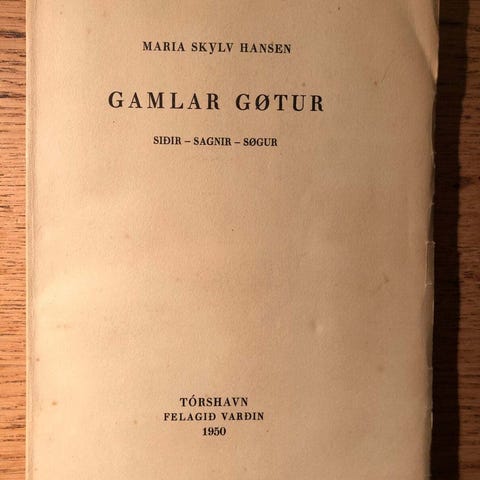 MARIA SKYLV HANSEN
GAMLAR GØTUR
SIÐIR – SAGNIR – SØGUR
TÓRSHAVN
FELAGIÐ VARÐIN
1950